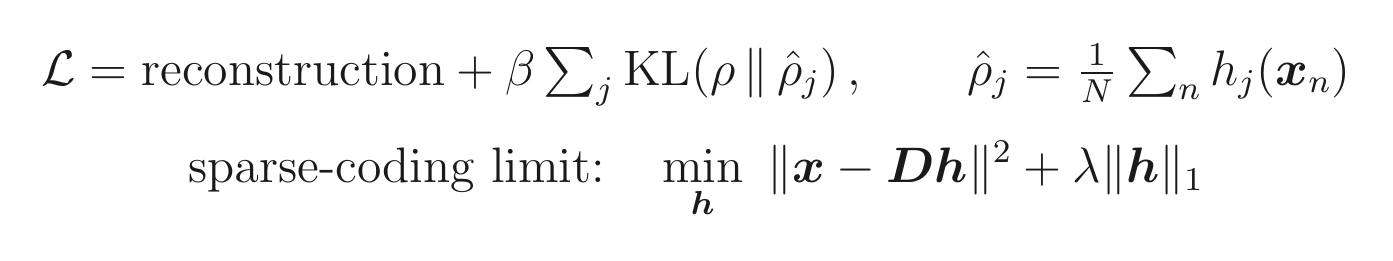 𝓛 = reconstruction + β ∑_j KL(ρ ‖ ρ̂_j) , ρ̂_j = 1/N ∑_n h_j(𝒙_n)
sparse-coding limit: min_𝒉 ‖𝒙 − 𝑫𝒉‖² + λ‖𝒉‖₁